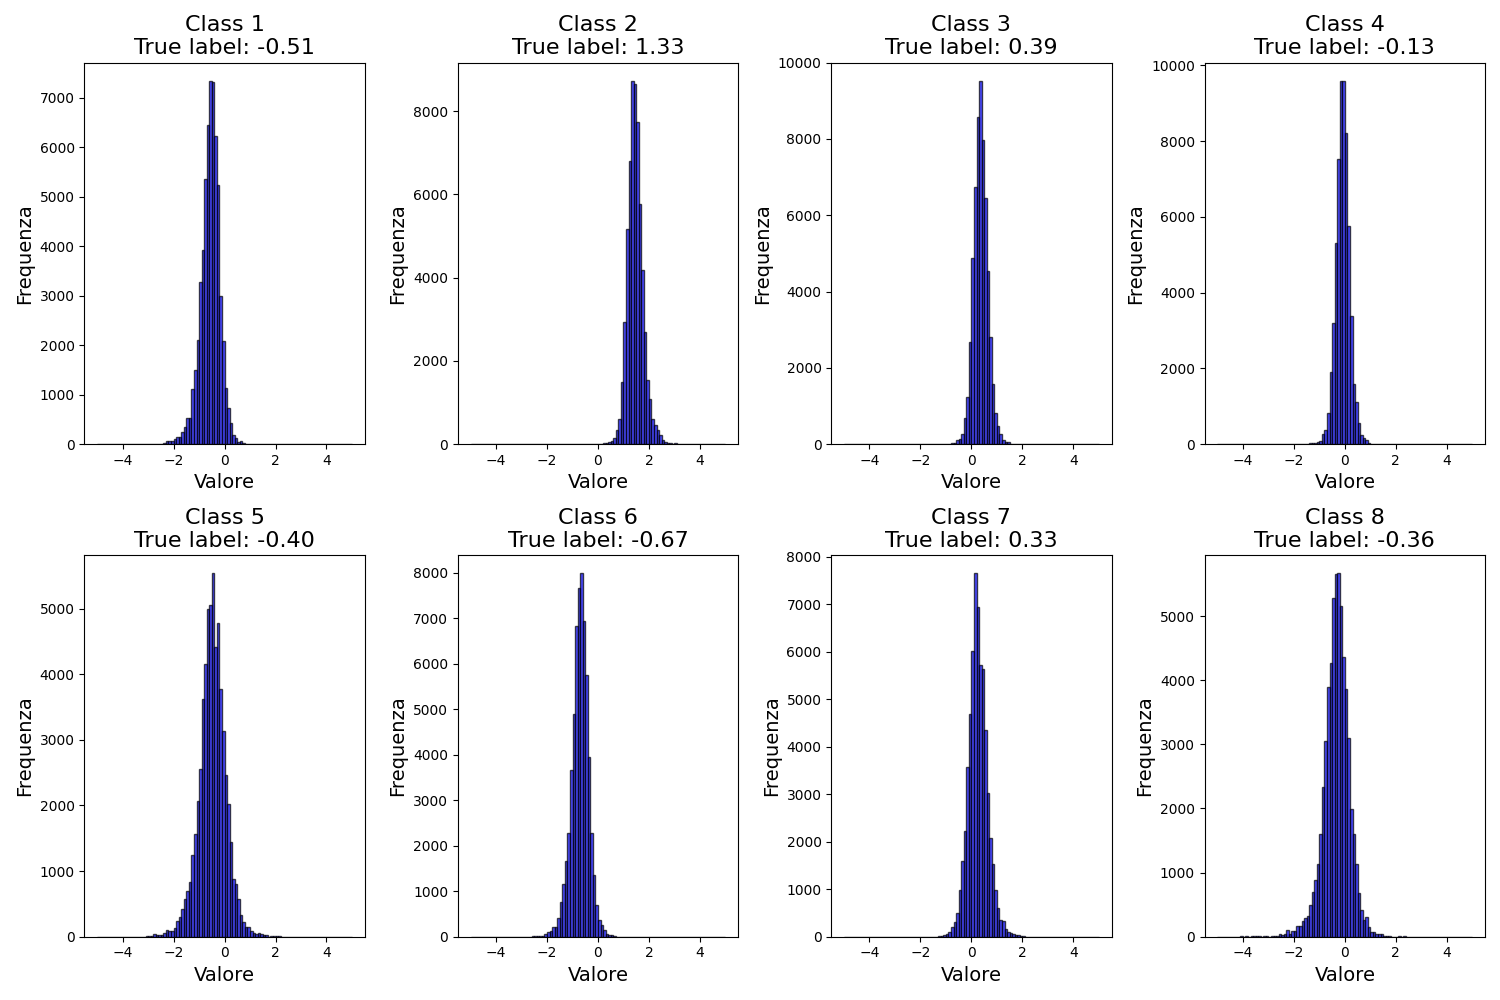 Class 1
True label: -0.51
Class 2
True label: 1.33
Class 3
True label: 0.39
Class 4
True label: -0.13
7000
6000
5000
4000
3000
2000
1000
0
Frequenza
−4 −2 0 2 4
Valore
8000
6000
4000
2000
0
Frequenza
−4 −2 0 2 4
Valore
10000
8000
6000
4000
2000
0
Frequenza
−4 −2 0 2 4
Valore
10000
8000
6000
4000
2000
0
Frequenza
−4 −2 0 2 4
Valore
Class 5
True label: -0.40
Class 6
True label: -0.67
Class 7
True label: 0.33
Class 8
True label: -0.36
5000
4000
3000
2000
1000
0
Frequenza
−4 −2 0 2 4
Valore
8000
7000
6000
5000
4000
3000
2000
1000
0
Frequenza
−4 −2 0 2 4
Valore
8000
7000
6000
5000
4000
3000
2000
1000
0
Frequenza
−4 −2 0 2 4
Valore
5000
4000
3000
2000
1000
0
Frequenza
−4 −2 0 2 4
Valore